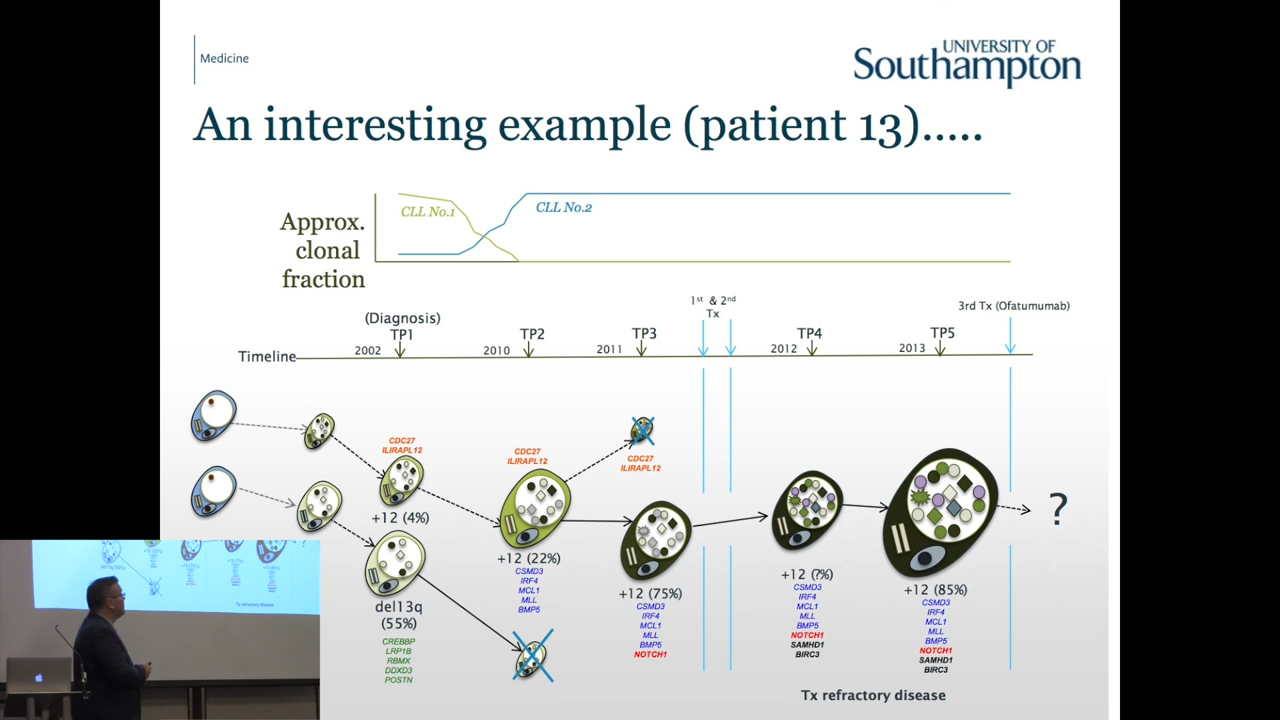 Medicine
UNIVERSITY OF
Southampton
An interesting example (patient 13).....
Approx.
clonal
fraction
CLL No.1
CLL No.2
1st & 2nd
Tx
3rd Tx (Ofatumumab)
(Diagnosis)
TP1
TP2
TP3
TP4
TP5
Timeline
2002
2010
2011
2012
2013
CDC27
ILIRAPL12
CDC27
ILIRAPL12
CDC27
ILIRAPL12
+12 (4%)
del13q
(55%)
CREBBP
LRP1B
RBMX
DDXD3
POSTN
+12 (22%)
CSMD3
IRF4
MCL1
MLL
BMP5
+12 (75%)
CSMD3
IRF4
MCL1
MLL
BMP5
NOTCH1
+12 (?%)
CSMD3
IRF4
MCL1
MLL
BMP5
NOTCH1
SAMHD1
BIRC3
+12 (85%)
CSMD3
IRF4
MCL1
MLL
BMP5
NOTCH1
SAMHD1
BIRC3
?
Tx refractory disease